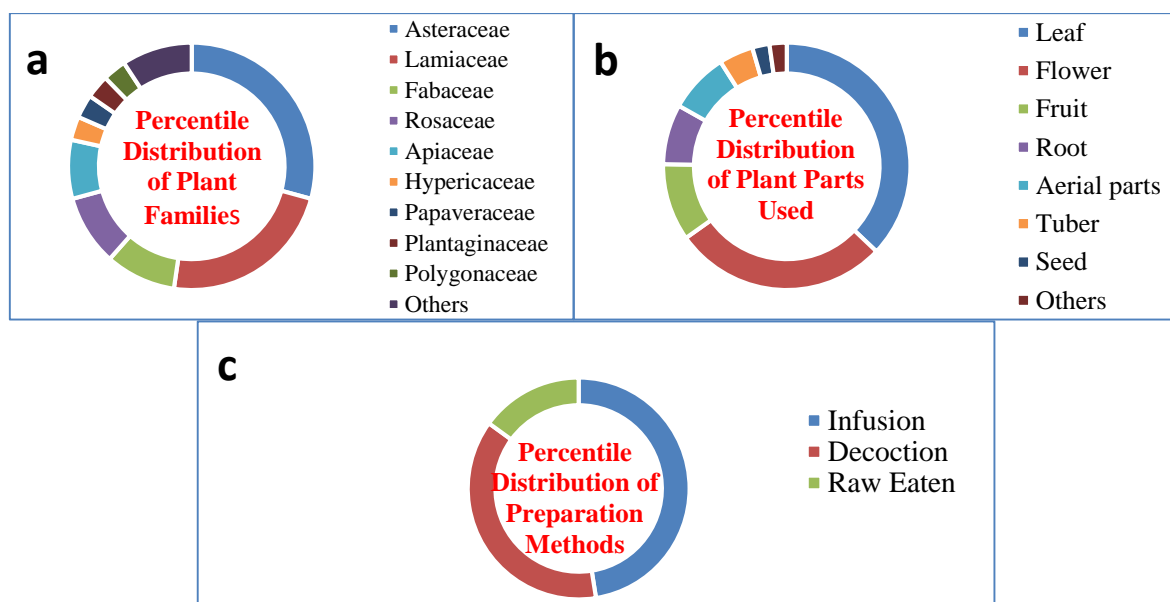 a
Percentile
Distribution
of Plant
Families
Asteraceae
Lamiaceae
Fabaceae
Rosaceae
Apiaceae
Hypericaceae
Papaveraceae
Plantaginaceae
Polygonaceae
Others
b
Percentile
Distribution
of Plant Parts
Used
Leaf
Flower
Fruit
Root
Aerial parts
Tuber
Seed
Others
c
Percentile
Distribution of
Preparation
Methods
Infusion
Decoction
Raw Eaten